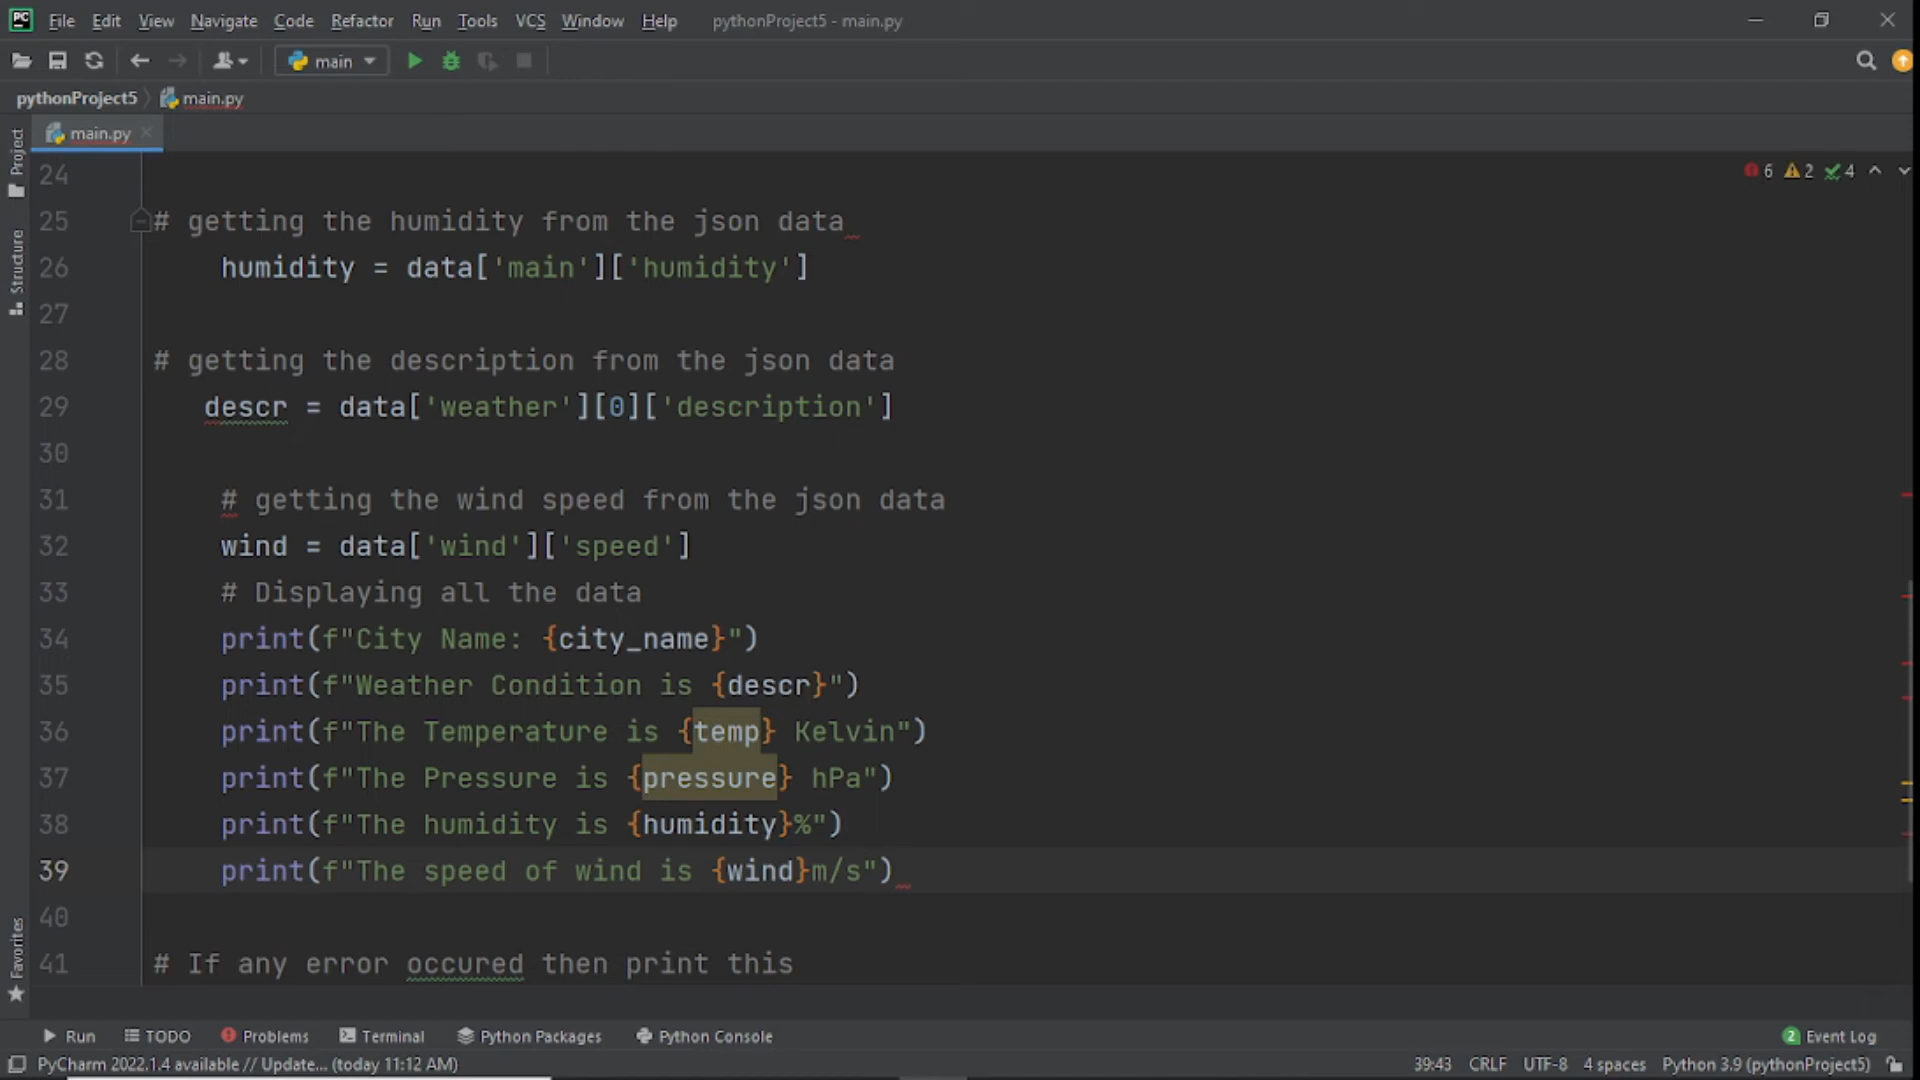 PC File Edit View Navigate Code Refactor Run Tools VCS Window Help pythonProject5 - main.py
main
pythonProject5 main.py
main.py
Project
Structure
Favorites
6 2 4
24
25 # getting the humidity from the json data
26 humidity = data['main']['humidity']
27
28 # getting the description from the json data
29 descr = data['weather'][0]['description']
30
31 # getting the wind speed from the json data
32 wind = data['wind']['speed']
33 # Displaying all the data
34 print(f"City Name: {city_name}")
35 print(f"Weather Condition is {descr}")
36 print(f"The Temperature is {temp} Kelvin")
37 print(f"The Pressure is {pressure} hPa")
38 print(f"The humidity is {humidity}%")
39 print(f"The speed of wind is {wind}m/s")
40
41 # If any error occured then print this
Run TODO Problems Terminal Python Packages Python Console 2 Event Log
PyCharm 2022.1.4 available // Update... (today 11:12 AM) 39:43 CRLF UTF-8 4 spaces Python 3.9 (pythonProject5)